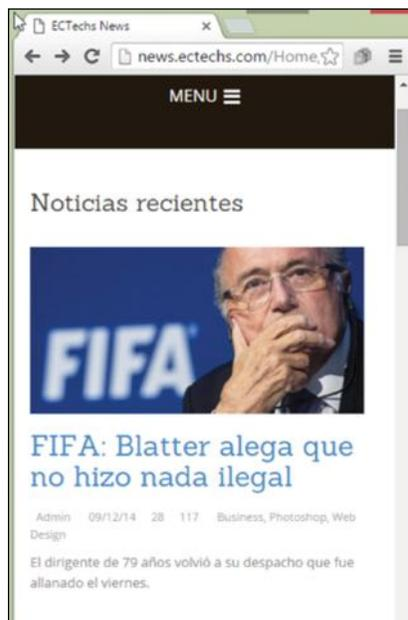 ECTechs News
news.ectechs.com/Home,
MENU
Noticias recientes
FIFA
FIFA: Blatter alega que
no hizo nada ilegal
Admin 09/12/14 28 117 Business, Photoshop, Web
Design
El dirigente de 79 años volvió a su despacho que fue
allanado el viernes.